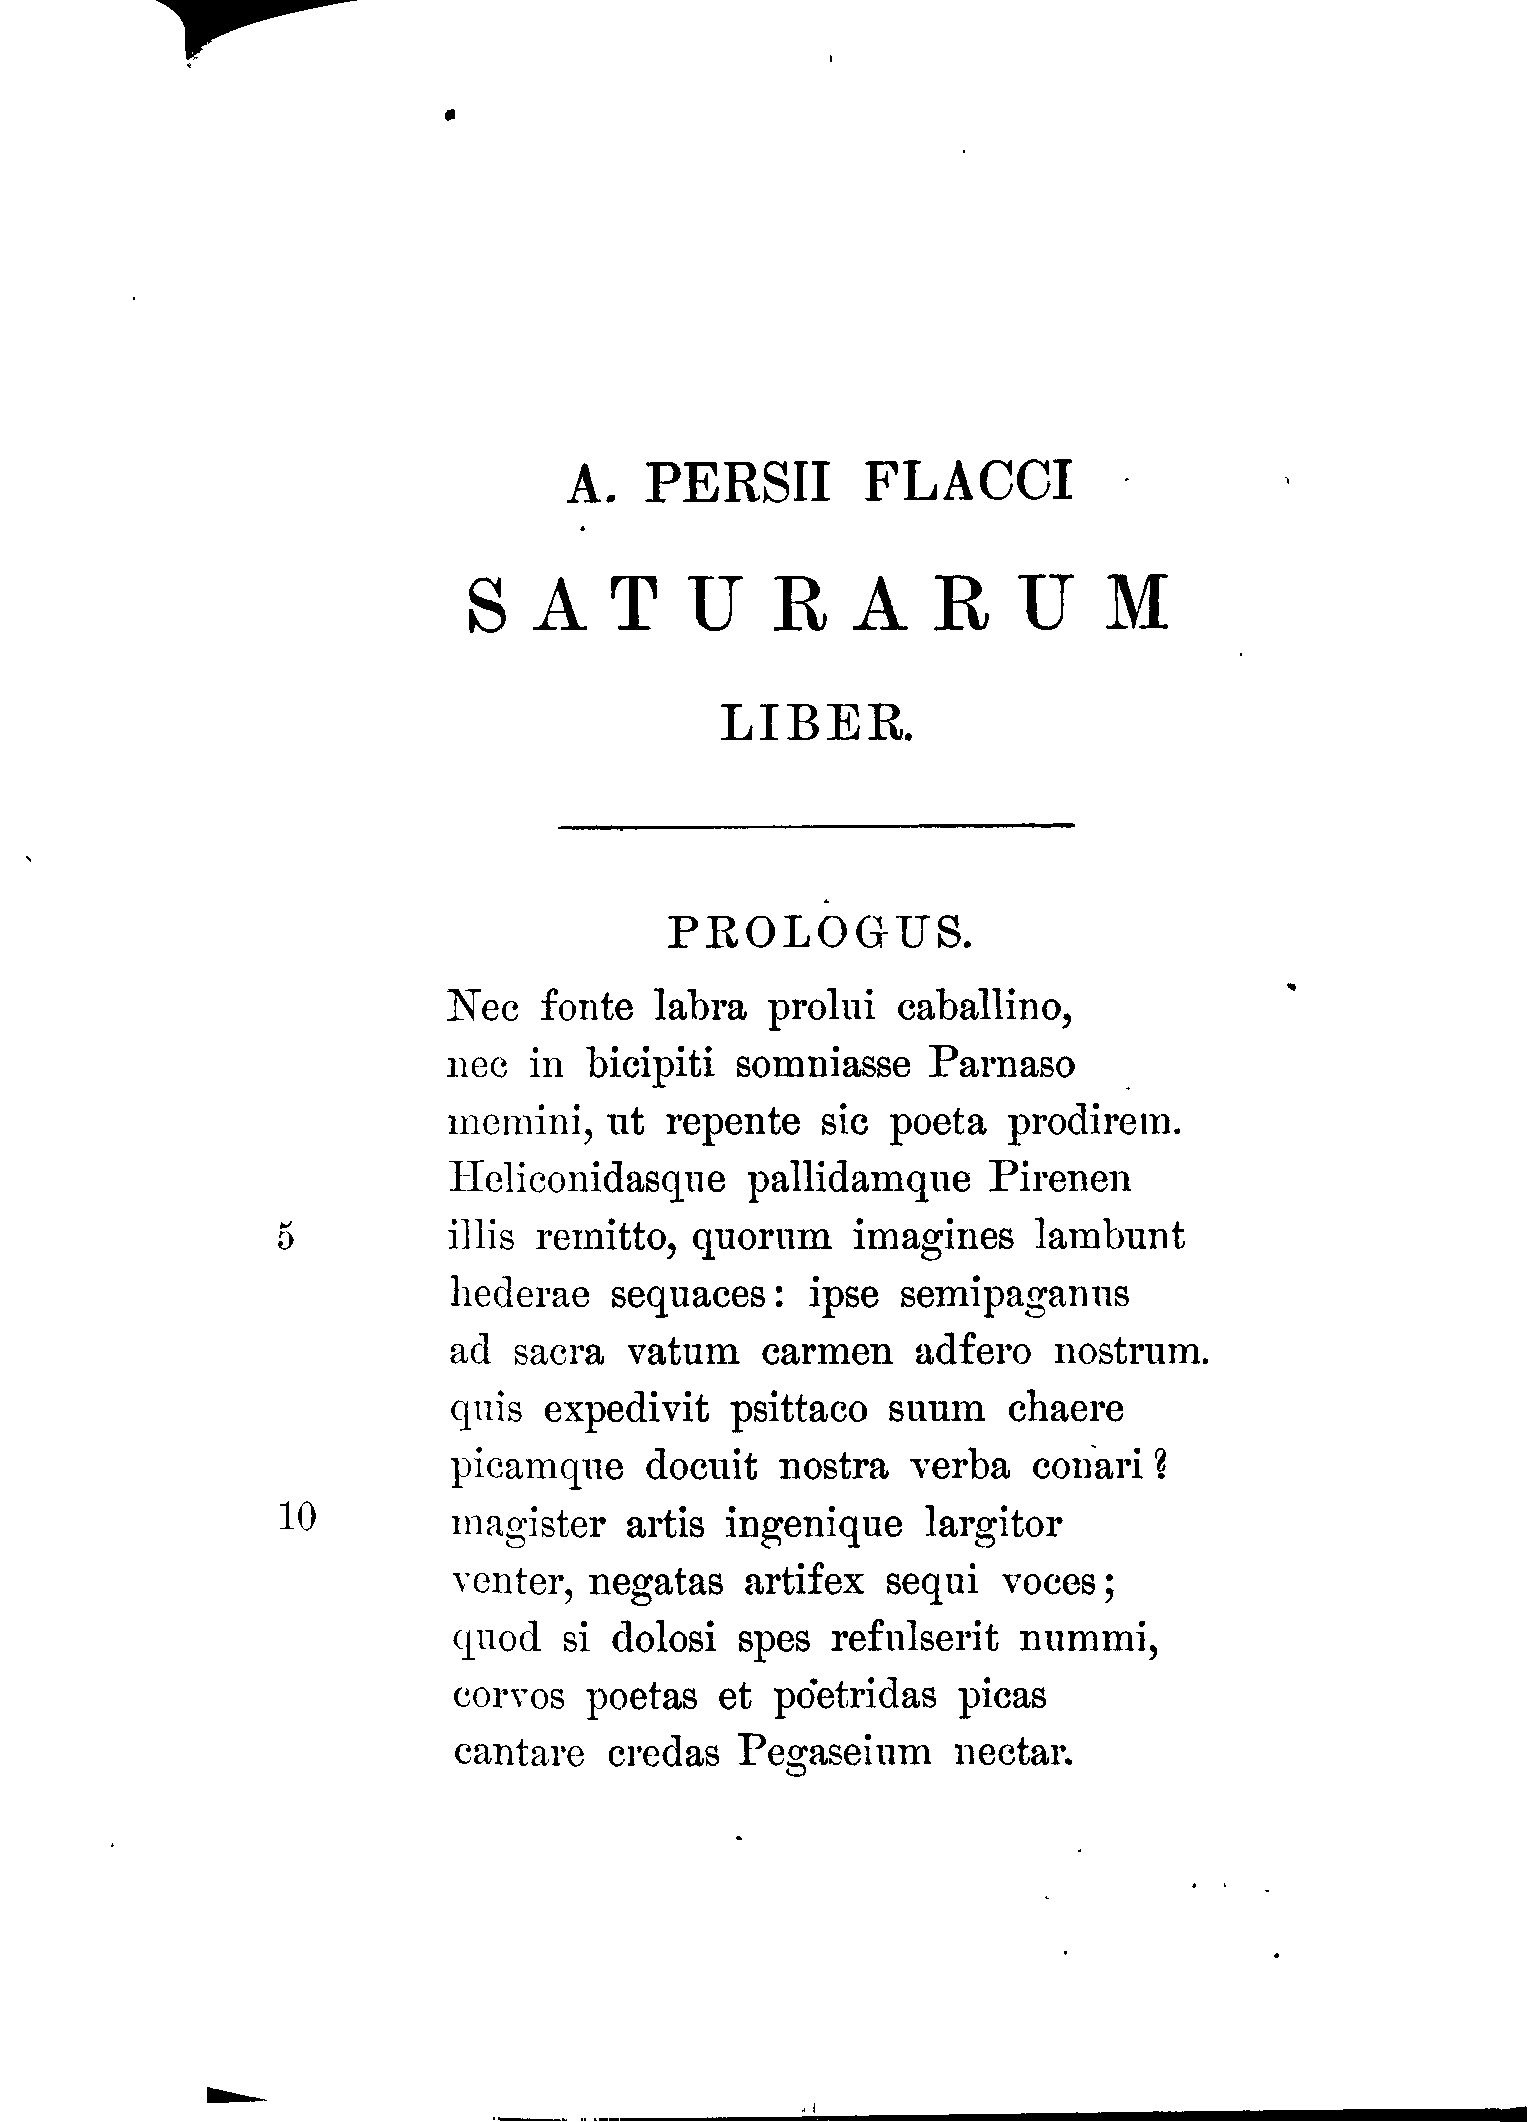 A. PERSII FLACCI
SATURARUM
LIBER.
PROLOGUS.
Nec fonte labra prolui caballino,
nec in bicipiti somniasse Parnaso
memini, ut repente sic poeta prodirem.
Heliconidasque pallidamque Pirenen
5 illis remitto, quorum imagines lambunt
hederae sequaces: ipse semipaganus
ad sacra vatum carmen adfero nostrum.
quis expedivit psittaco suum chaere
picamque docuit nostra verba conari?
10 magister artis ingenique largitor
venter, negatas artifex sequi voces;
quod si dolosi spes refulserit nummi,
corvos poetas et poetridas picas
cantare credas Pegaseium nectar.